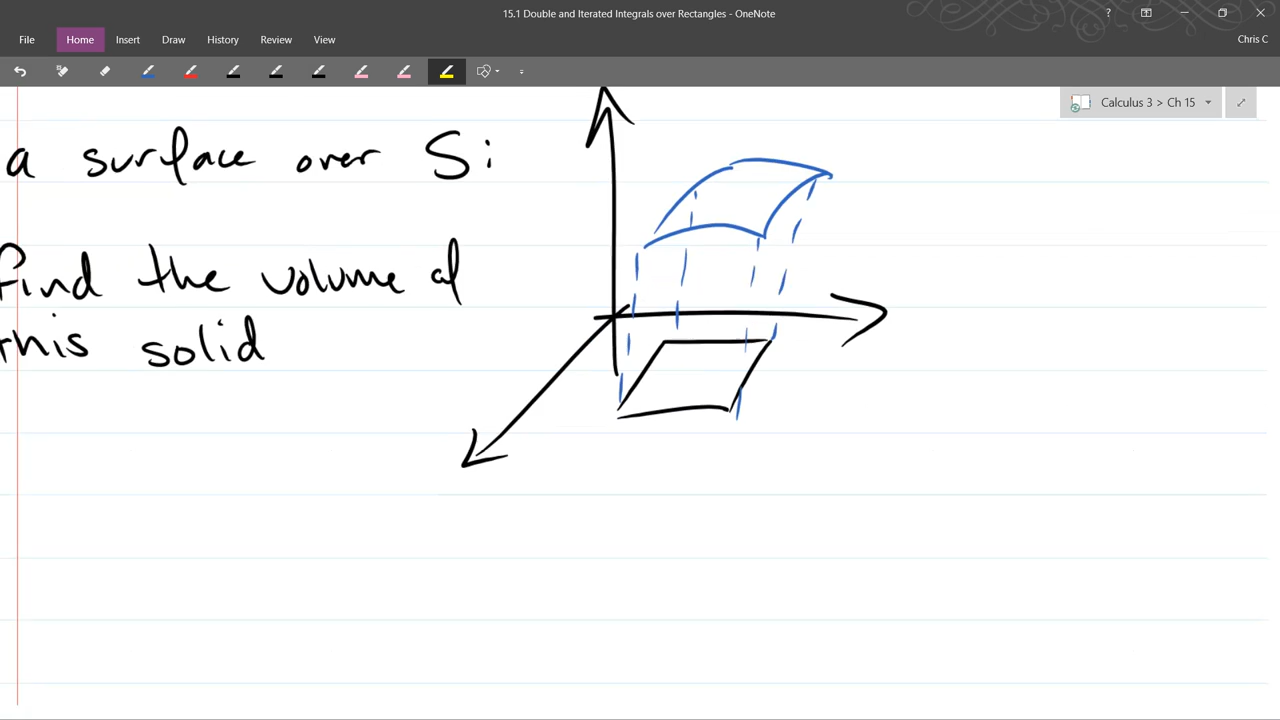 15.1 Double and Iterated Integrals over Rectangles - OneNote
File Home Insert Draw History Review View
Chris C
Calculus 3 > Ch 15
a surface over S:
find the volume of
this solid